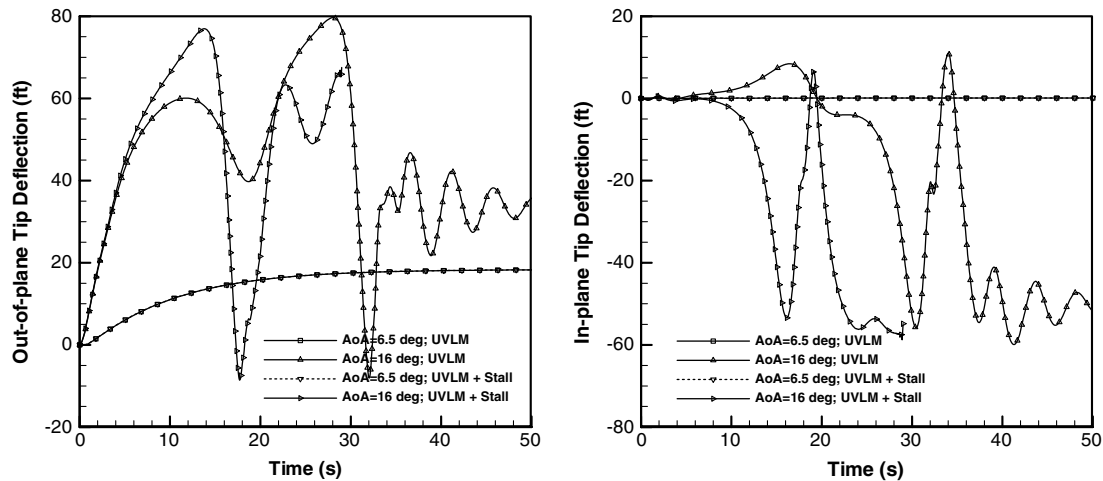 80
60
40
20
0
-20
Out-of-plane Tip Deflection (ft)
AoA=6.5 deg; UVLM
AoA=16 deg; UVLM
AoA=6.5 deg; UVLM + Stall
AoA=16 deg; UVLM + Stall
0 10 20 30 40 50
Time (s)
20
0
-20
-40
-60
-80
In-plane Tip Deflection (ft)
AoA=6.5 deg; UVLM
AoA=16 deg; UVLM
AoA=6.5 deg; UVLM + Stall
AoA=16 deg; UVLM + Stall
0 10 20 30 40 50
Time (s)